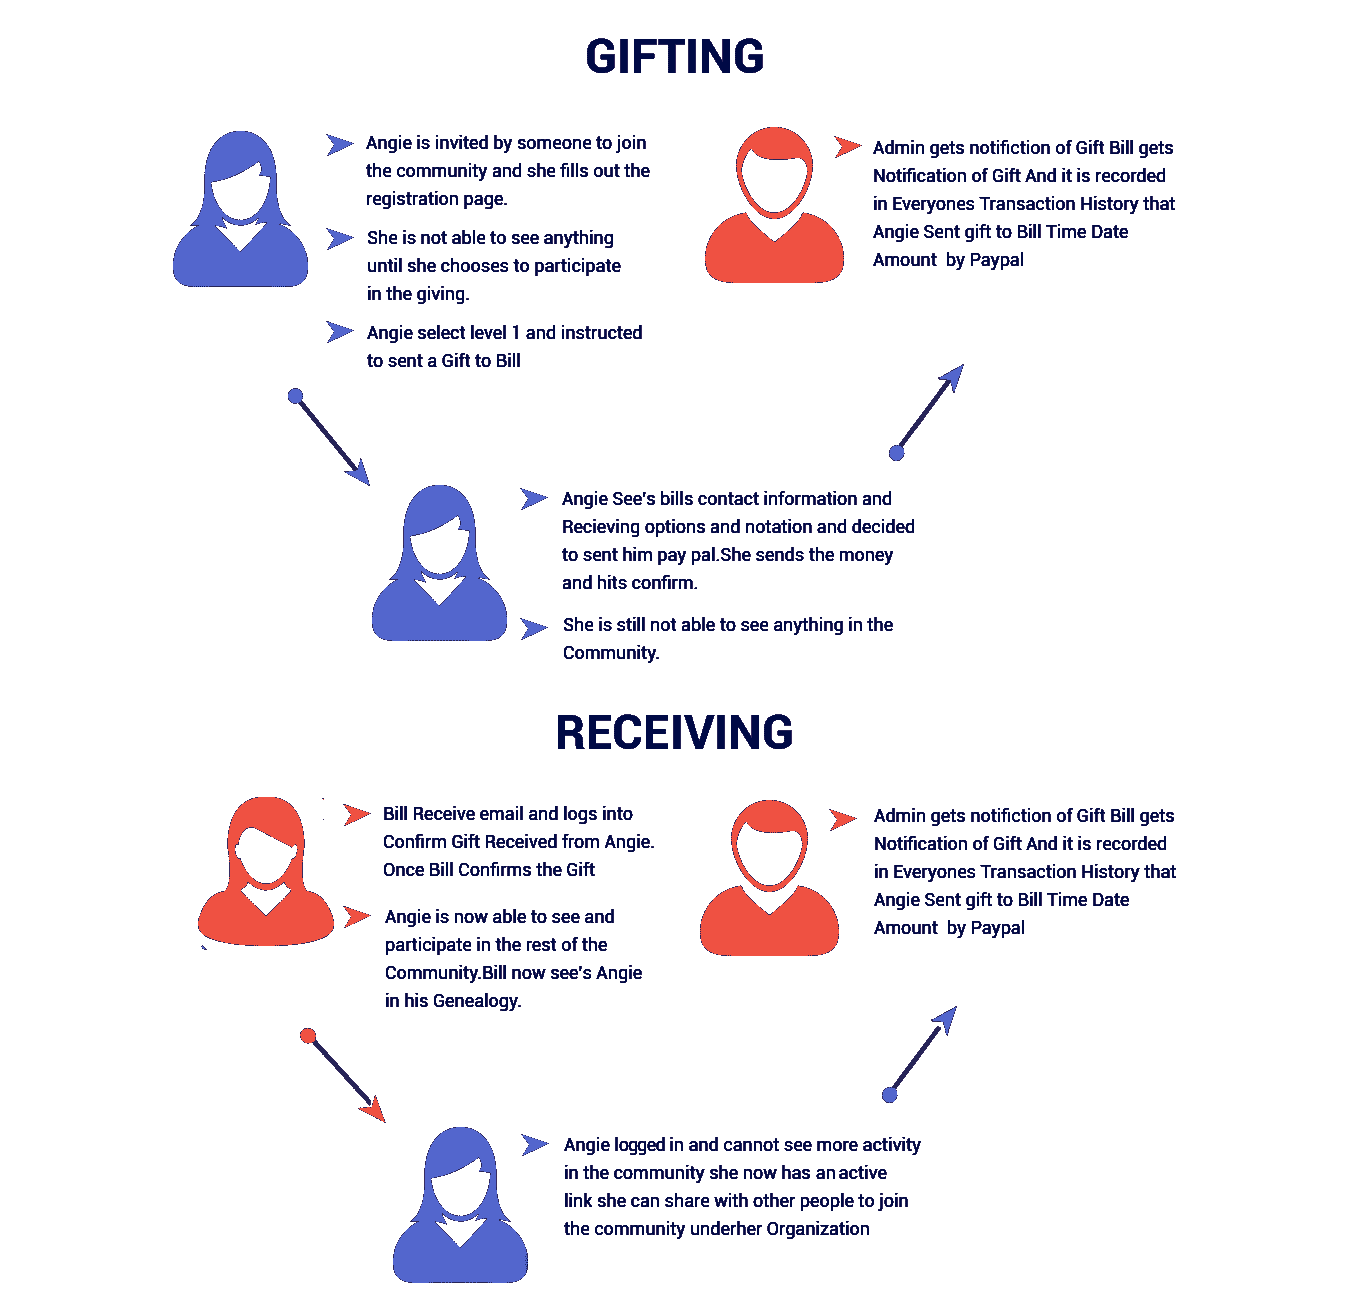 GIFTING
Angie is invited by someone to join
the community and she fills out the
registration page.
She is not able to see anything
until she chooses to participate
in the giving.
Angie select level 1 and instructed
to sent a Gift to Bill
Admin gets notifiction of Gift Bill gets
Notification of Gift And it is recorded
in Everyones Transaction History that
Angie Sent gift to Bill Time Date
Amount by Paypal
Angie See's bills contact information and
Recieving options and notation and decided
to sent him pay pal.She sends the money
and hits confirm.
She is still not able to see anything in the
Community.
RECEIVING
Bill Receive email and logs into
Confirm Gift Received from Angie.
Once Bill Confirms the Gift
Angie is now able to see and
participate in the rest of the
Community.Bill now see's Angie
in his Genealogy.
Admin gets notifiction of Gift Bill gets
Notification of Gift And it is recorded
in Everyones Transaction History that
Angie Sent gift to Bill Time Date
Amount by Paypal
Angie logged in and cannot see more activity
in the community she now has an active
link she can share with other people to join
the community underher Organization